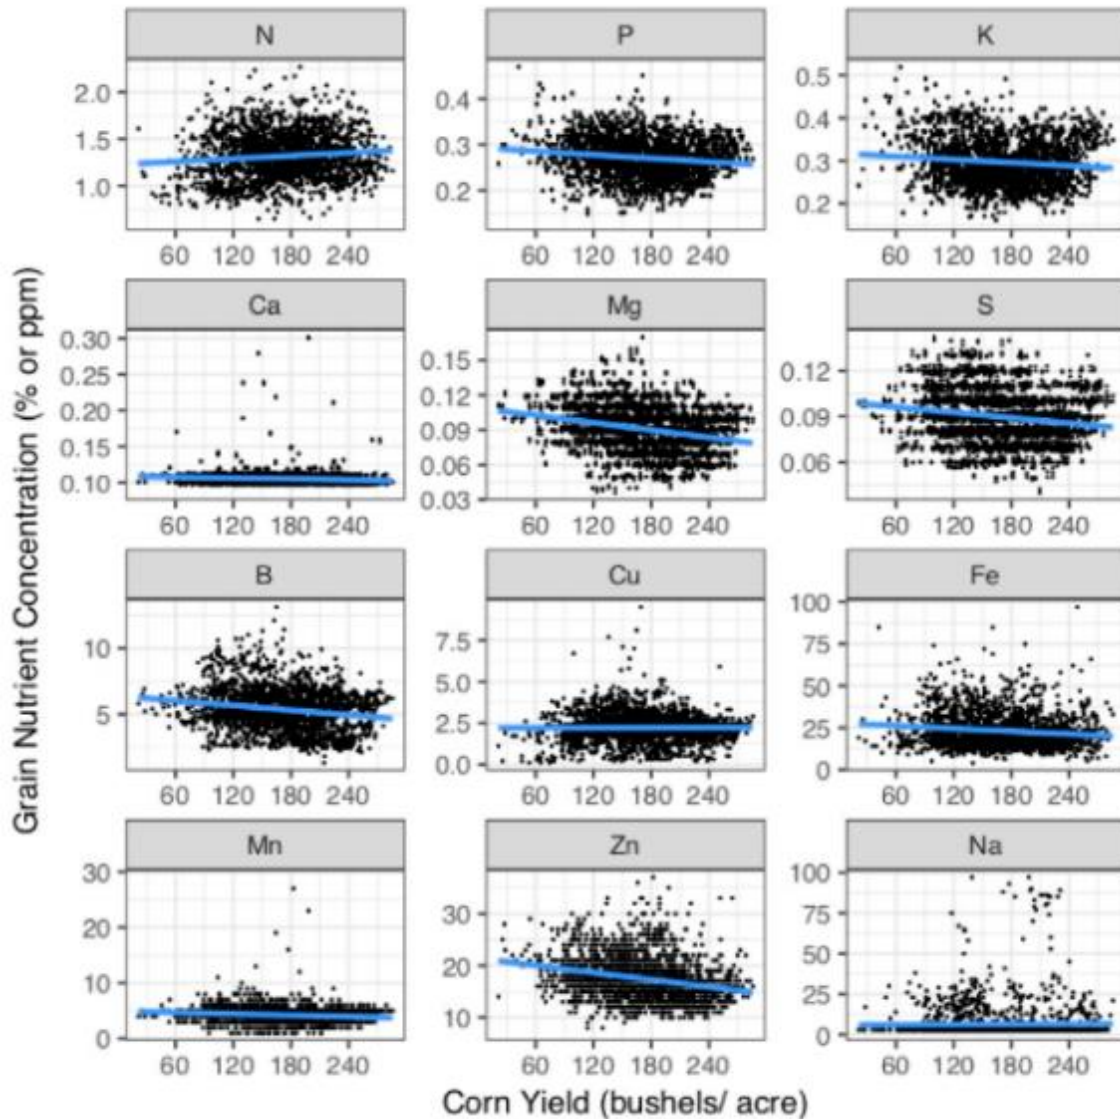 N P K
2.0 0.4 0.5
1.5 0.3 0.4
1.0 0.2 0.3
0.2
60 120 180 240 60 120 180 240 60 120 180 240
Ca Mg S
0.30 0.15 0.12
0.25 0.12 0.09
0.20 0.09 0.06
0.15 0.06
0.10 0.03
60 120 180 240 60 120 180 240 60 120 180 240
B Cu Fe
10 7.5 100
5 5.0 75
2.5 50
0.0 25
0
60 120 180 240 60 120 180 240 60 120 180 240
Mn Zn Na
30 30 100
20 20 75
10 10 50
0 25
0
60 120 180 240 60 120 180 240 60 120 180 240
Grain Nutrient Concentration (% or ppm)
Corn Yield (bushels/ acre)